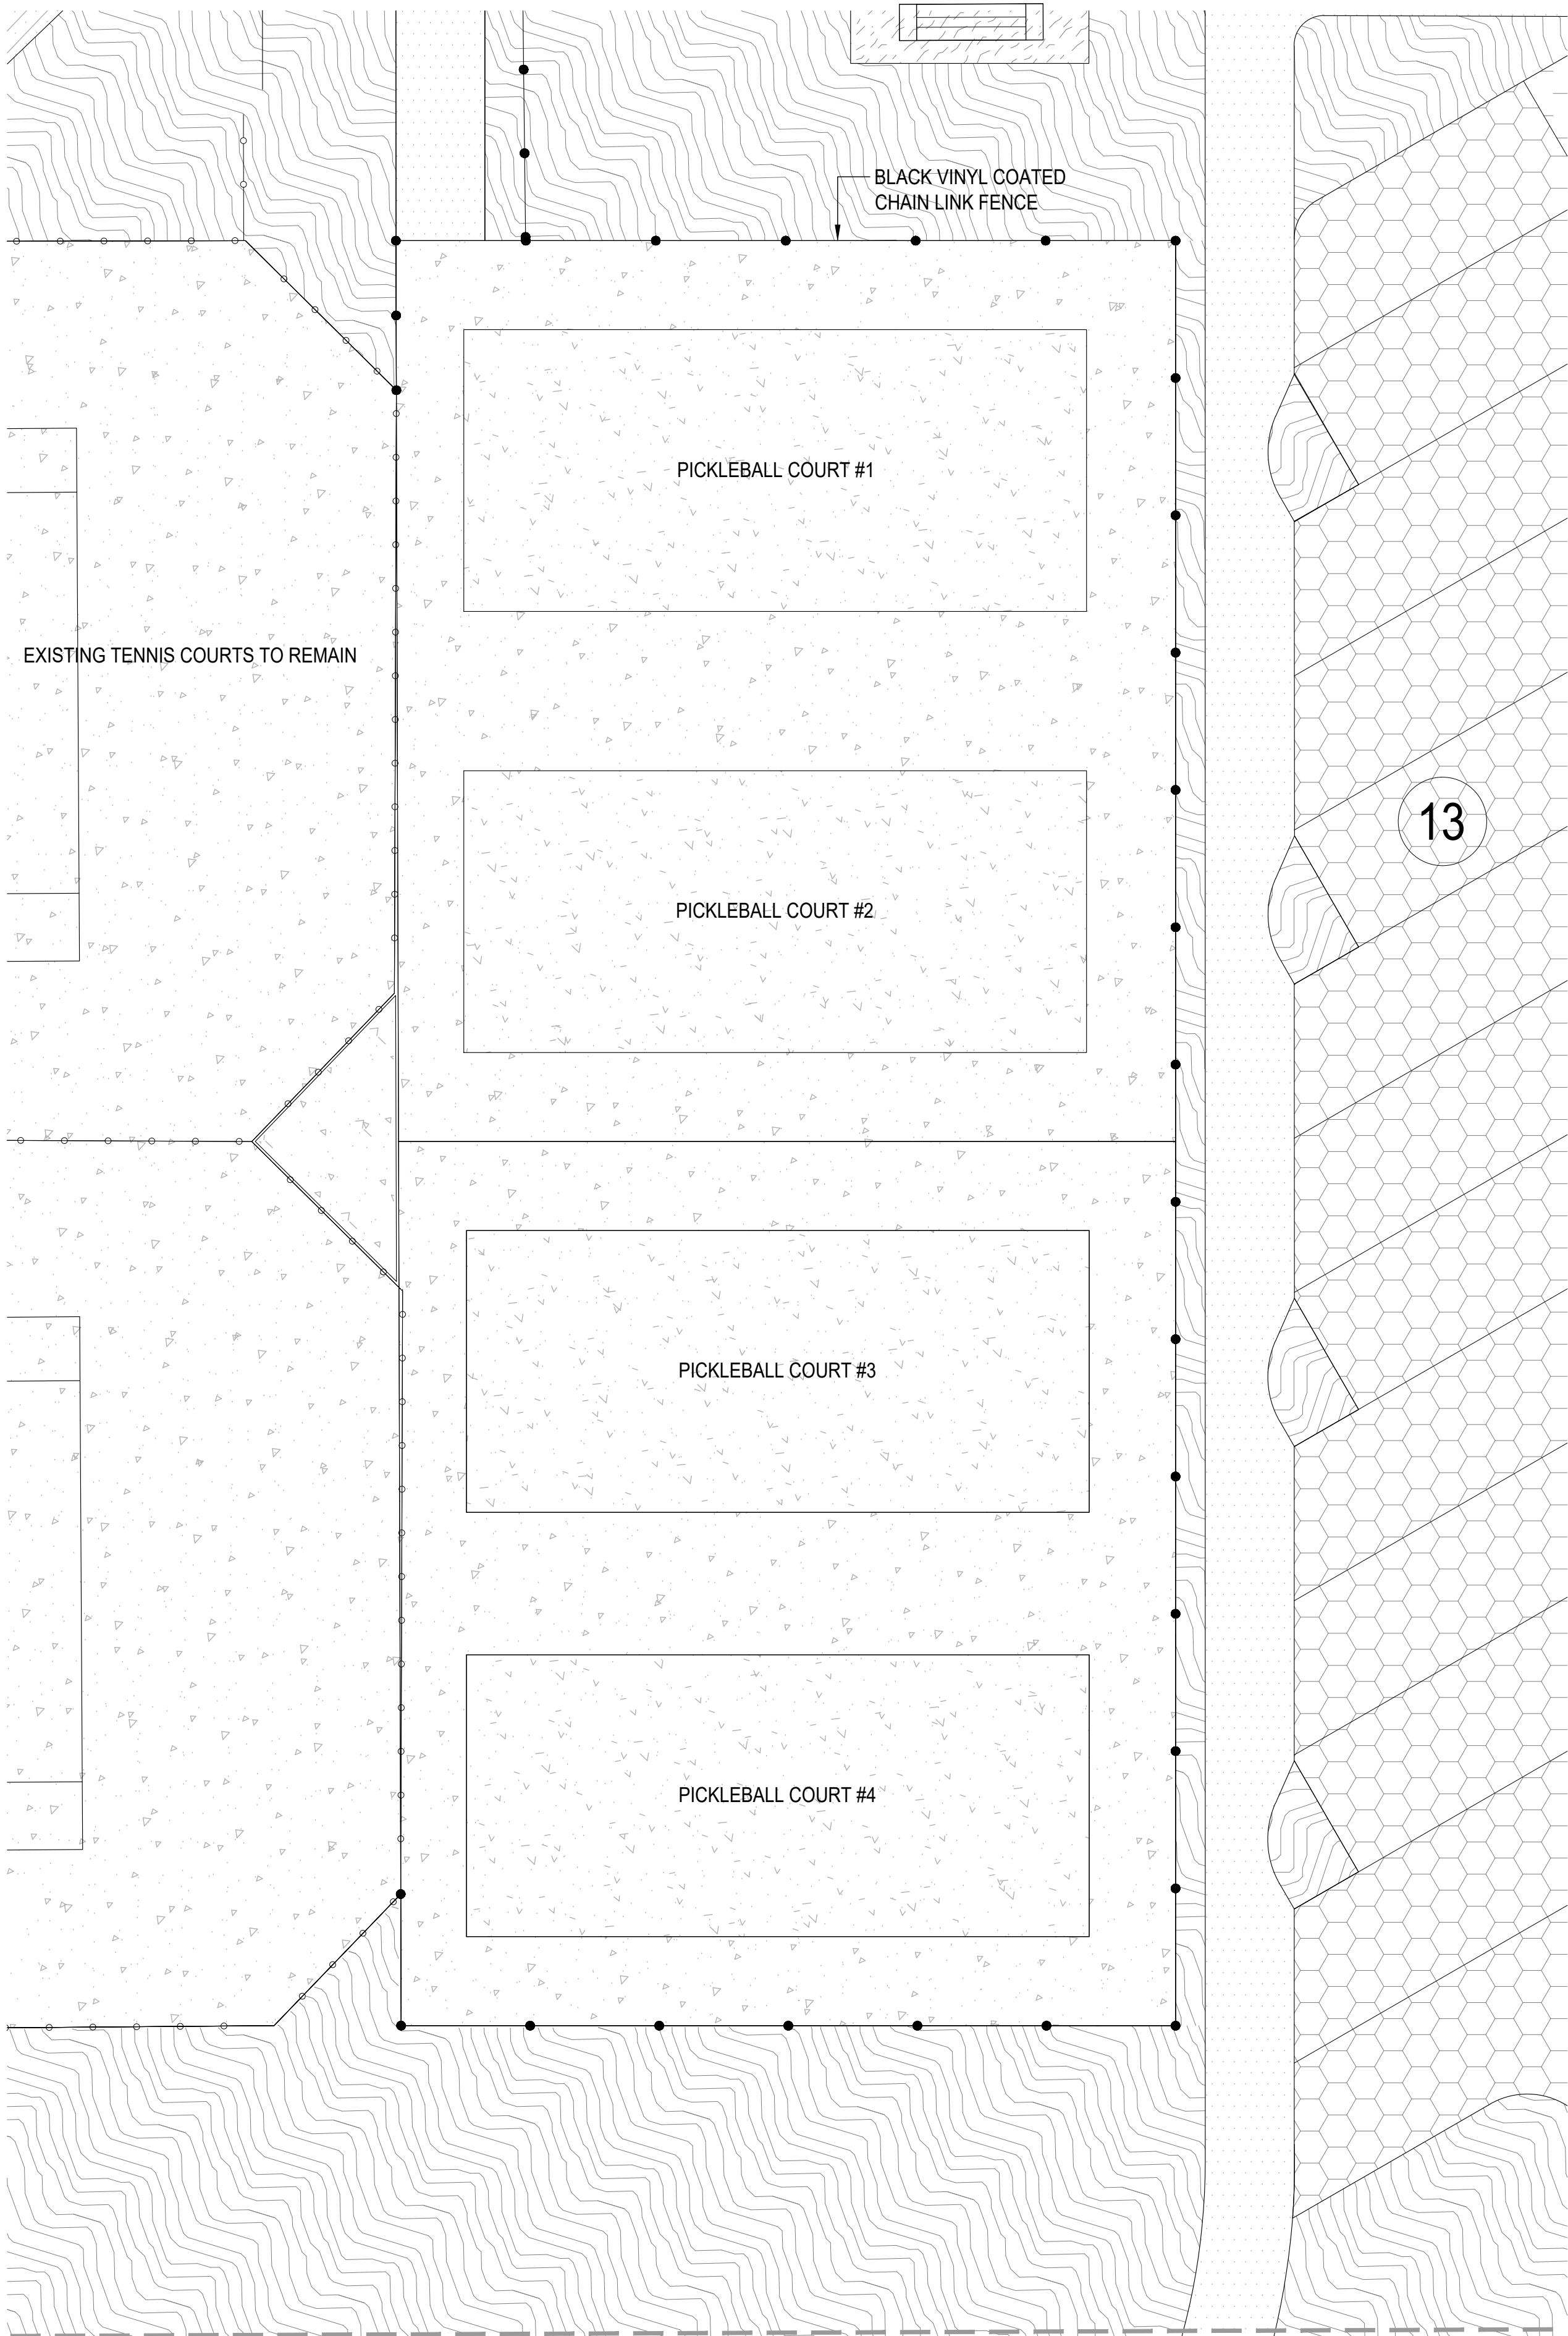 BLACK VINYL COATED
CHAIN LINK FENCE
PICKLEBALL COURT #1
EXISTING TENNIS COURTS TO REMAIN
13
PICKLEBALL COURT #2
PICKLEBALL COURT #3
PICKLEBALL COURT #4